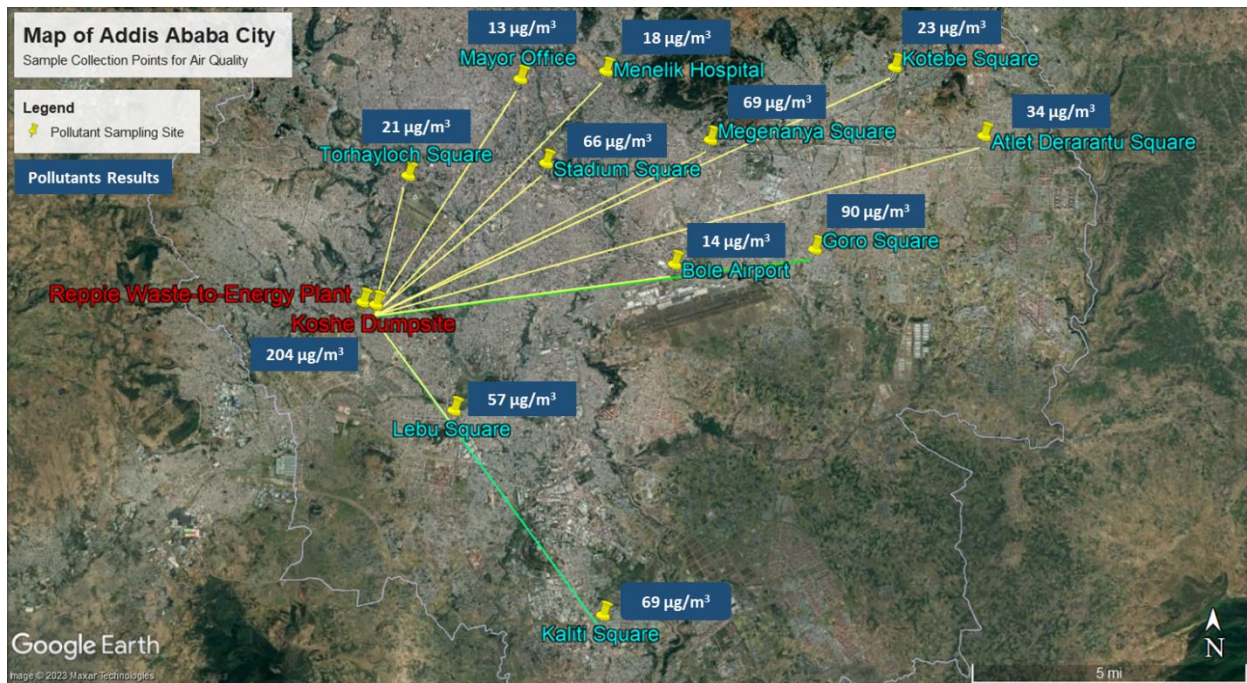 Map of Addis Ababa City
Sample Collection Points for Air Quality
Legend
Pollutant Sampling Site
Pollutants Results
13 µg/m³
Mayor Office
18 µg/m³
Menelik Hospital
23 µg/m³
Kotebe Square
69 µg/m³
Megenanya Square
34 µg/m³
Atlet Derarartu Square
21 µg/m³
Torhayloch Square
66 µg/m³
Stadium Square
90 µg/m³
Goro Square
14 µg/m³
Bole Airport
Reppie Waste-to-Energy Plant
Koshe Dumpsite
204 µg/m³
57 µg/m³
Lebu Square
69 µg/m³
Kaliti Square
Google Earth
Image © 2023 Maxar Technologies
N
5 mi